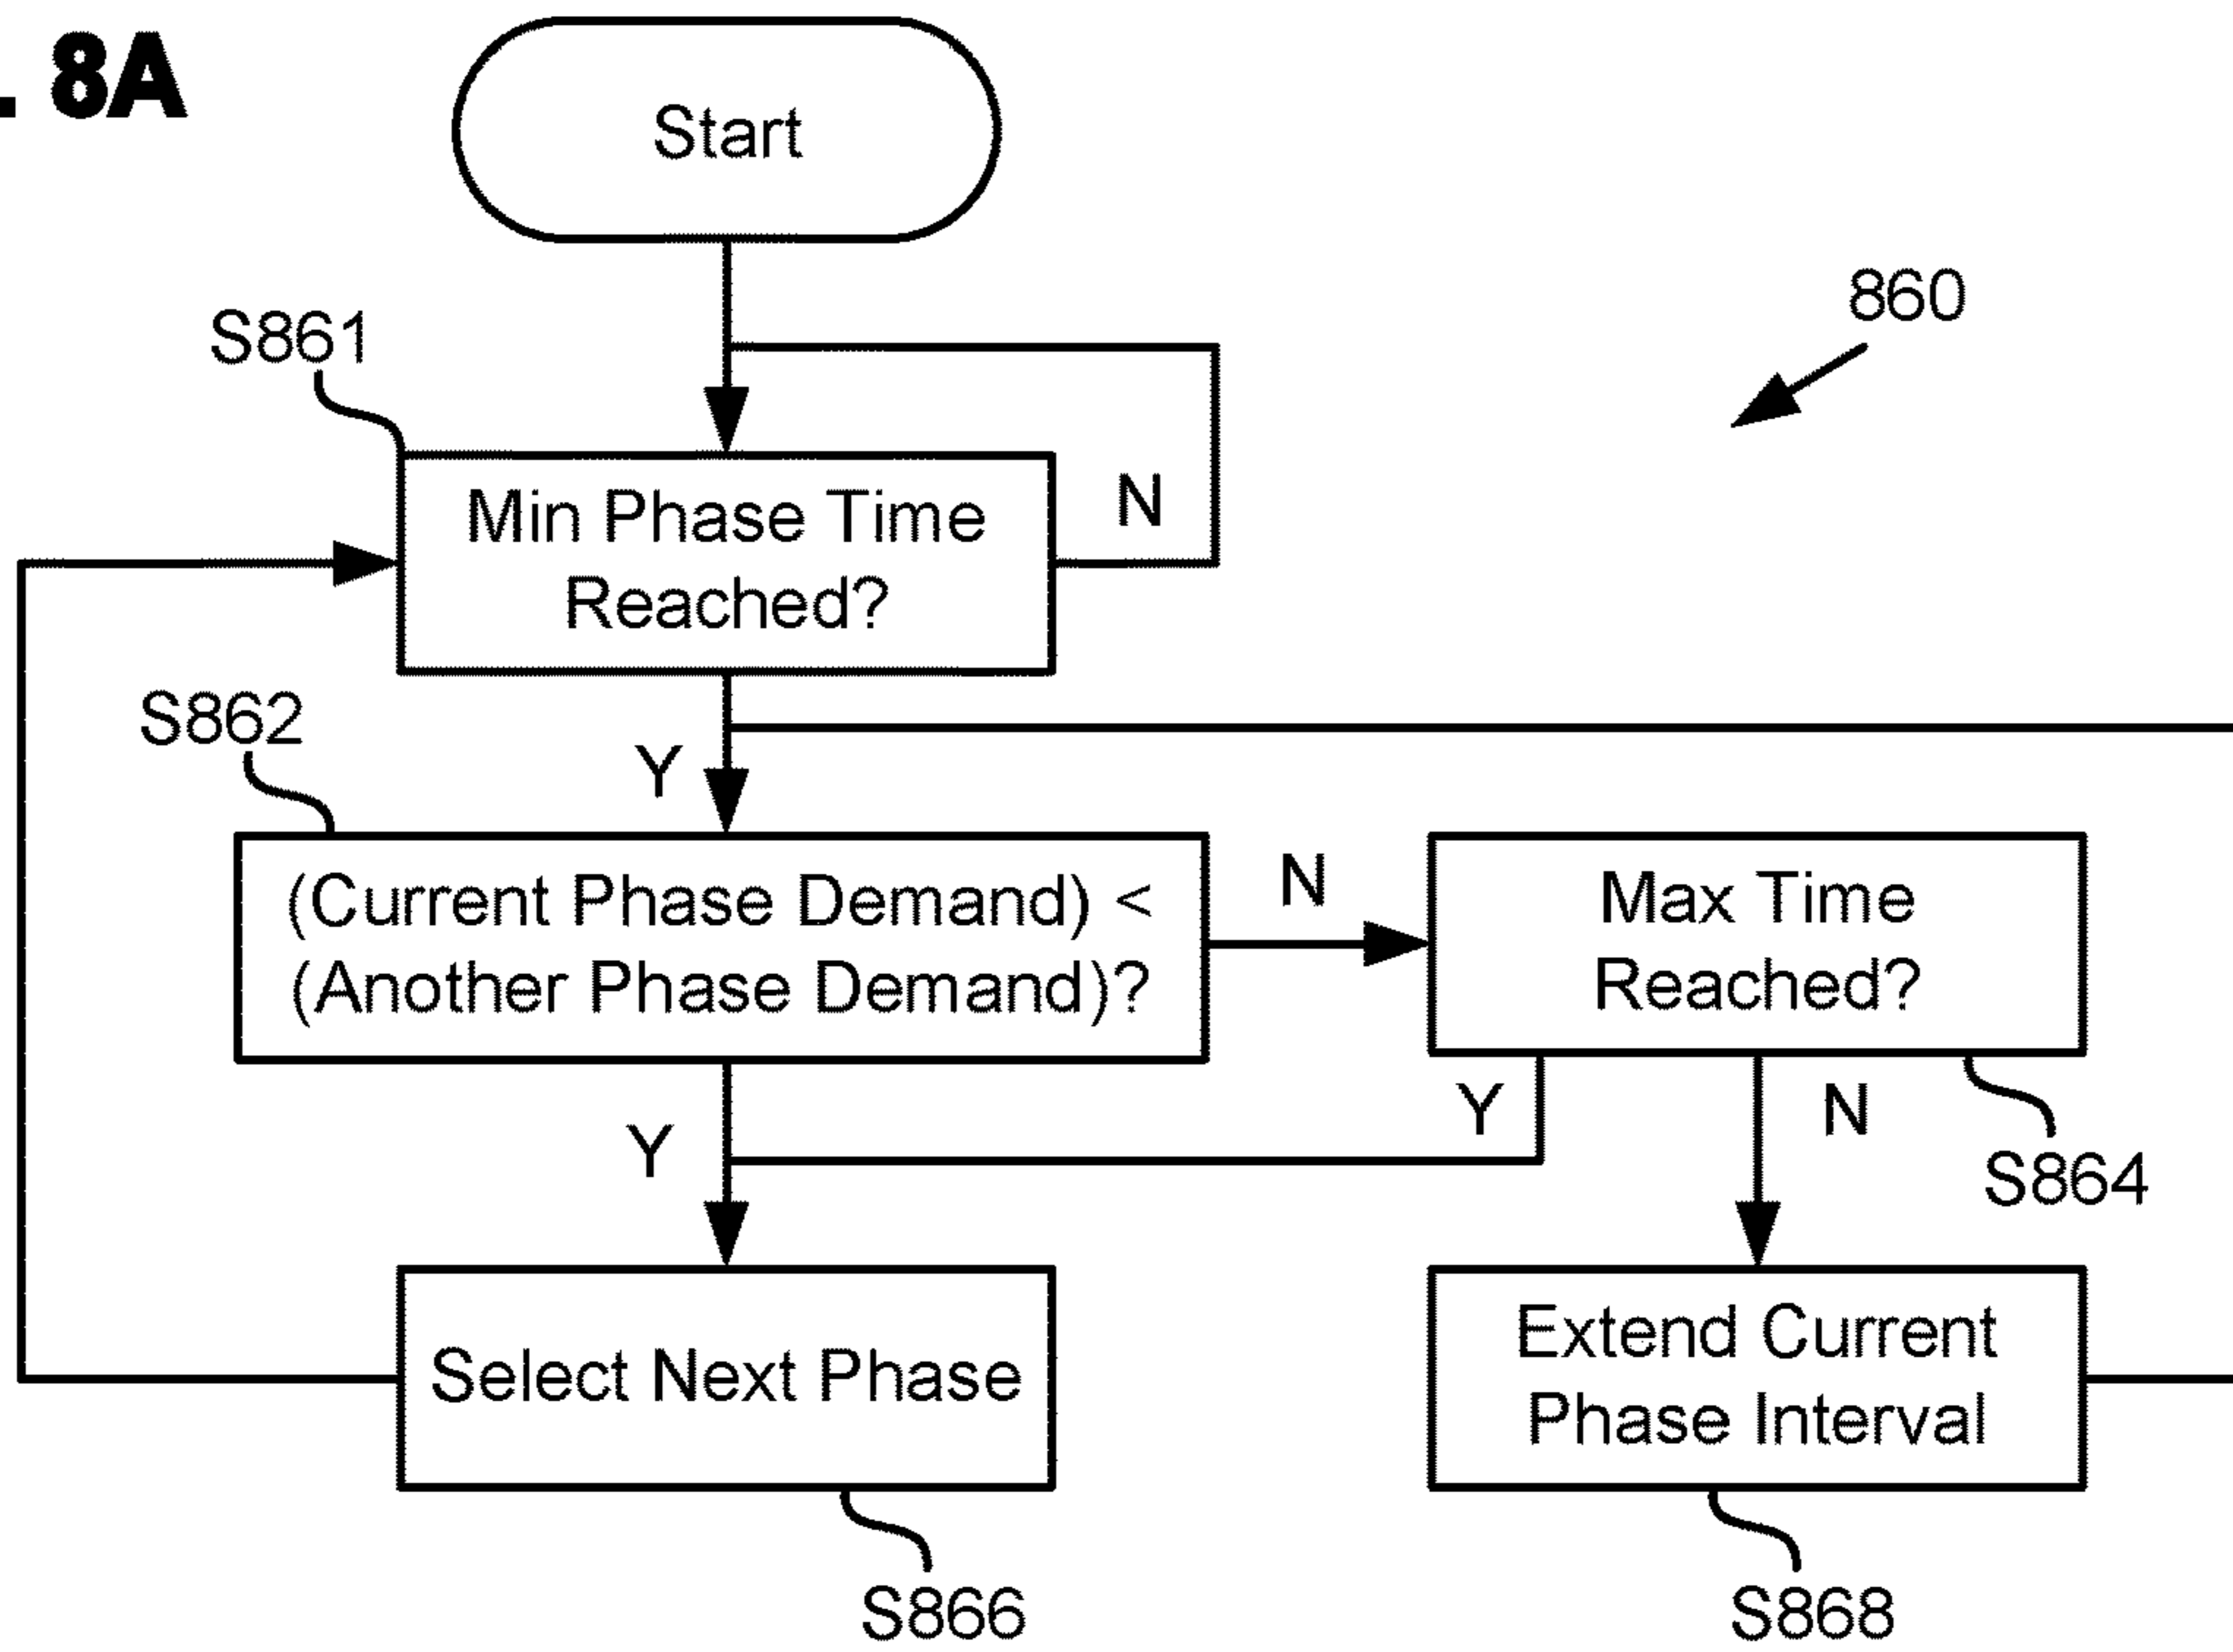 . 8A
Start
860
S861
Min Phase Time
Reached?
N
S862
Y
(Current Phase Demand) <
(Another Phase Demand)?
N
Max Time
Reached?
Y
Y
N
S864
Select Next Phase
Extend Current
Phase Interval
S866
S868